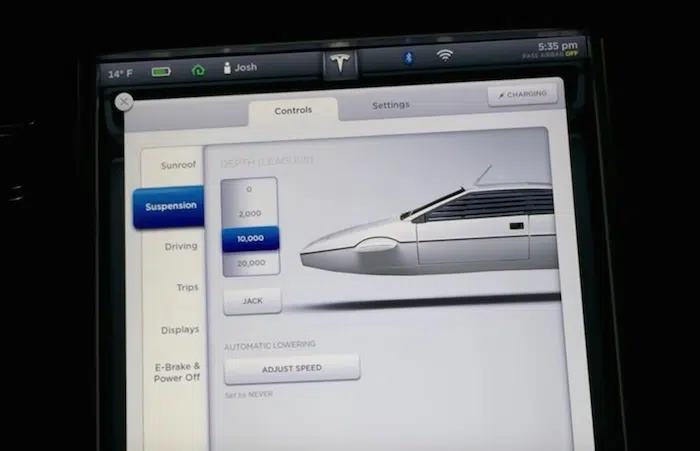 14° F
Josh
5:35 pm
PASS AIRBAG OFF
Controls
Settings
CHARGING
Sunroof
Suspension
Driving
Trips
Displays
E-Brake &
Power Off
DEPTH (LEAGUES)
0
2,000
10,000
20,000
JACK
AUTOMATIC LOWERING
ADJUST SPEED
Set to NEVER